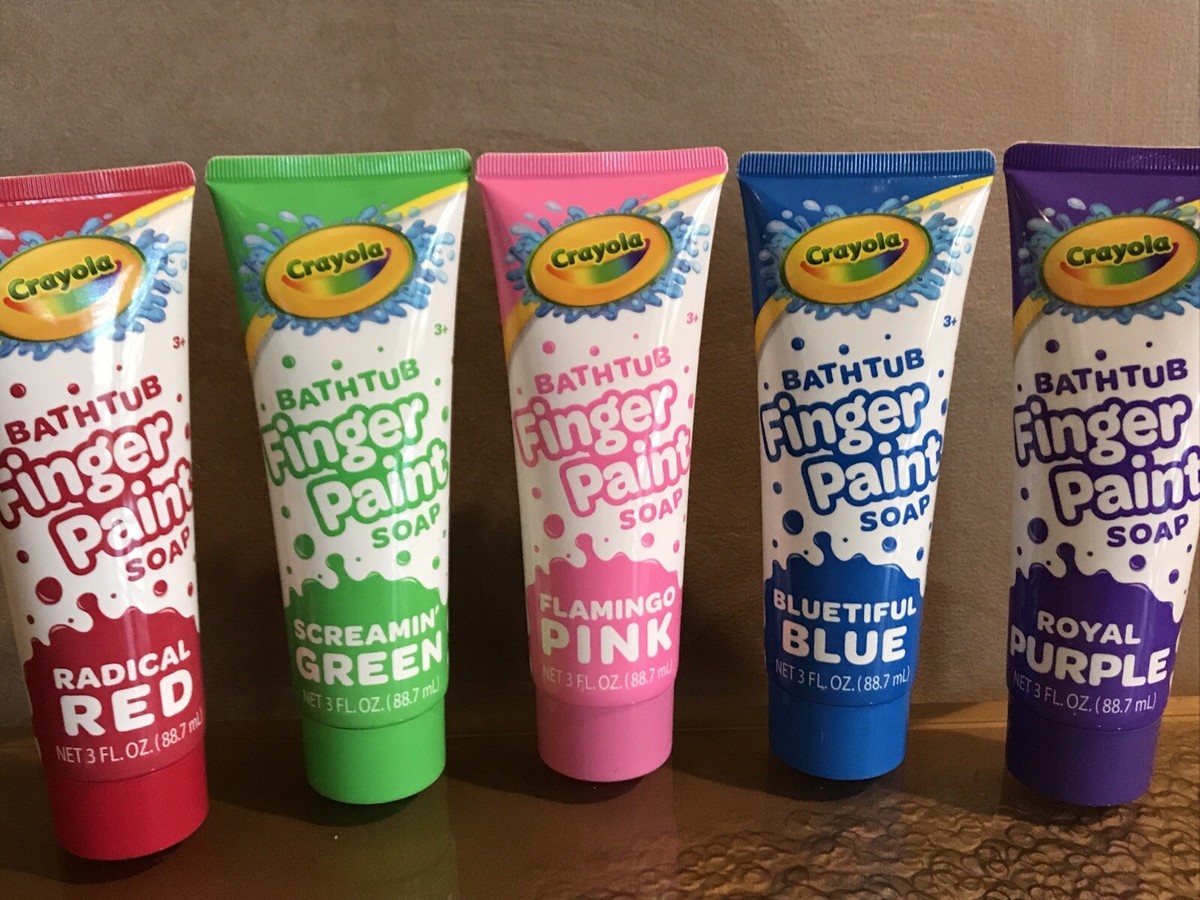 Crayola
3+
BATHTUB
Finger
Paint
SOAP
RADICAL
RED
NET 3 FL. OZ. (88.7 mL)
Crayola
3+
BATHTUB
Finger
Paint
SOAP
SCREAMIN'
GREEN
NET 3 FL. OZ. (88.7 mL)
Crayola
3+
BATHTUB
Finger
Paint
SOAP
FLAMINGO
PINK
NET 3 FL. OZ. (88.7 mL)
Crayola
3+
BATHTUB
Finger
Paint
SOAP
BLUETIFUL
BLUE
NET 3 FL. OZ. (88.7 mL)
Crayola
BATHTUB
Finger
Paint
SOAP
ROYAL
PURPLE
NET 3 FL. OZ. (88.7 mL)